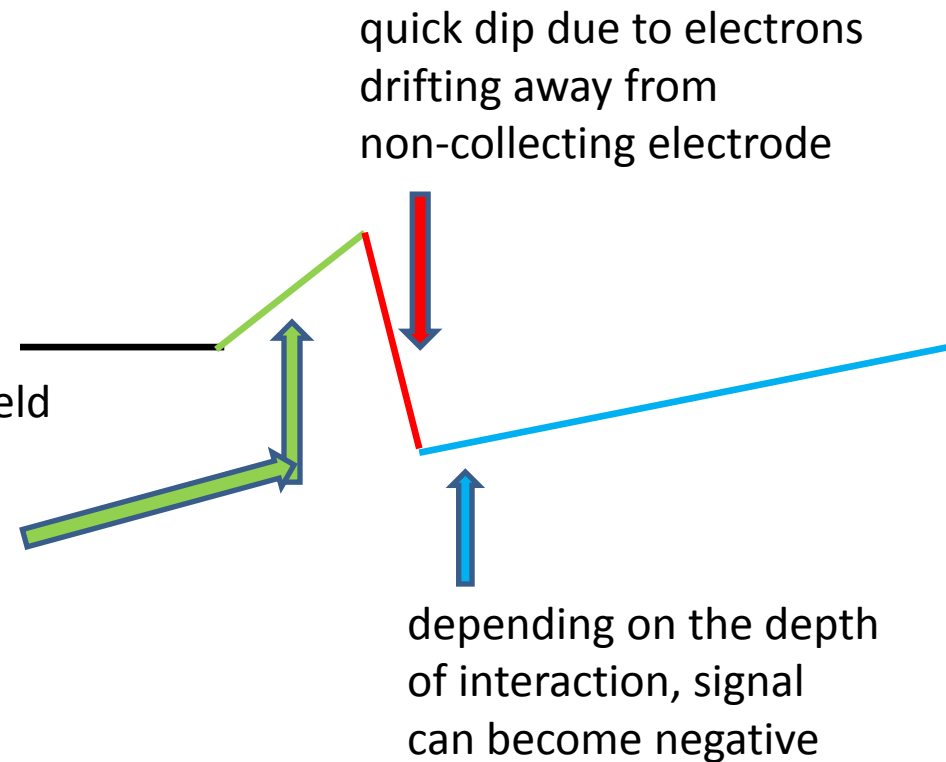 quick dip due to electrons
drifting away from
non-collecting electrode
eld
depending on the depth
of interaction, signal
can become negative